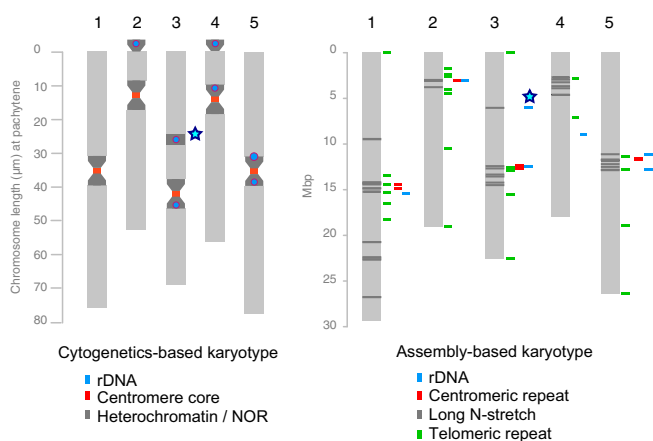 1 2 3 4 5
Chromosome length (μm) at pachytene
0
10
20
30
40
50
60
70
80
Cytogenetics-based karyotype
rDNA
Centromere core
Heterochromatin / NOR
1 2 3 4 5
Mbp
0
5
10
15
20
25
30
Assembly-based karyotype
rDNA
Centromeric repeat
Long N-stretch
Telomeric repeat